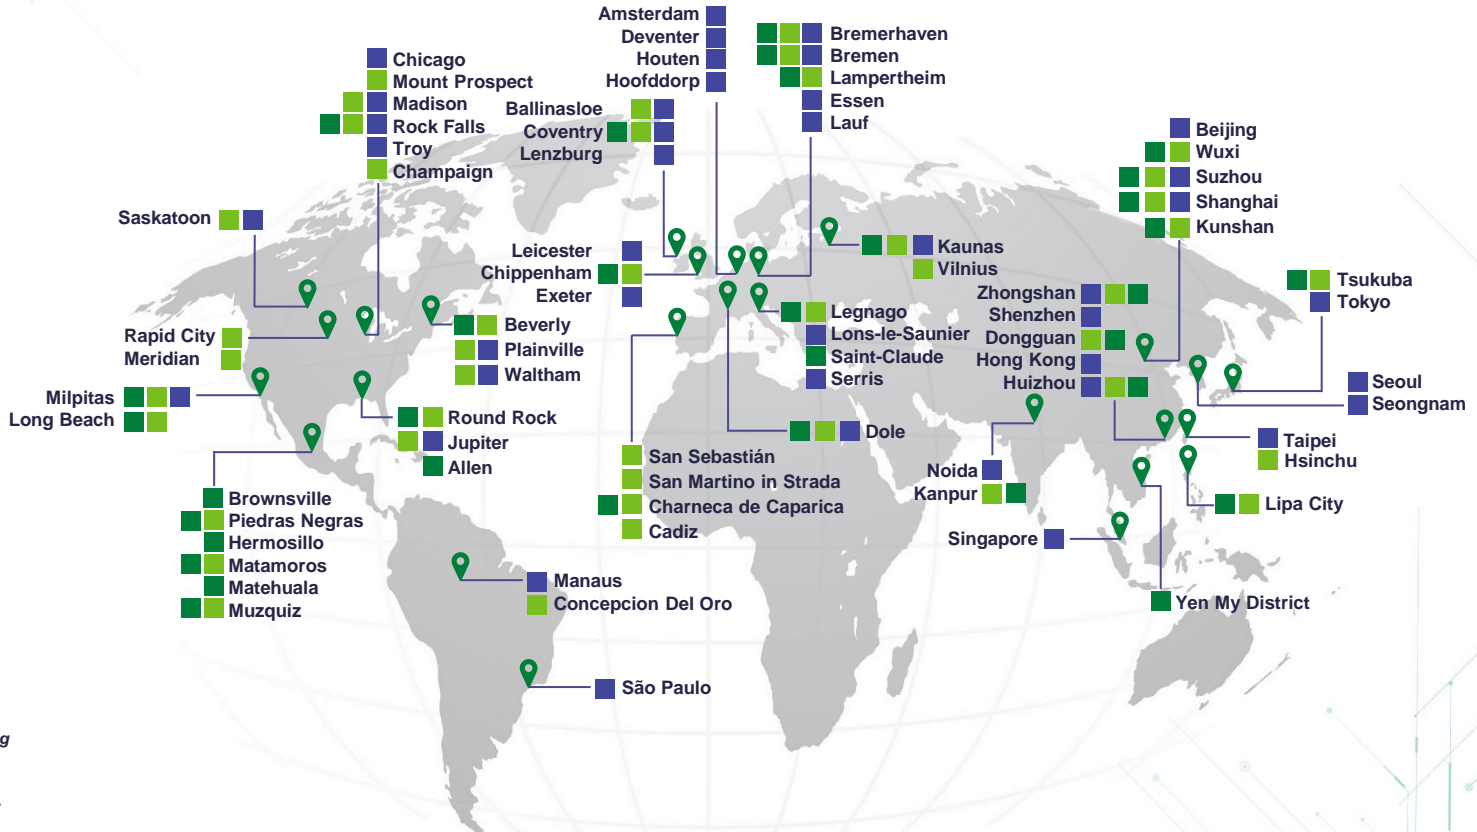 Amsterdam
Deventer
Houten
Hoofddorp
Bremerhaven
Bremen
Lampertheim
Essen
Lauf
Chicago
Mount Prospect
Madison
Rock Falls
Troy
Champaign
Ballinasloe
Coventry
Lenzburg
Beijing
Wuxi
Suzhou
Shanghai
Kunshan
Saskatoon
Leicester
Chippenham
Exeter
Kaunas
Vilnius
Zhongshan
Shenzhen
Dongguan
Hong Kong
Huizhou
Tsukuba
Tokyo
Rapid City
Meridian
Beverly
Plainville
Waltham
Legnago
Lons-le-Saunier
Saint-Claude
Serris
Milpitas
Long Beach
Seoul
Seongnam
Round Rock
Jupiter
Allen
Dole
Taipei
Hsinchu
San Sebastián
San Martino in Strada
Charneca de Caparica
Cadiz
Noida
Kanpur
Brownsville
Piedras Negras
Hermosillo
Matamoros
Matehuala
Muzquiz
Lipa City
Singapore
Manaus
Concepcion Del Oro
Yen My District
São Paulo